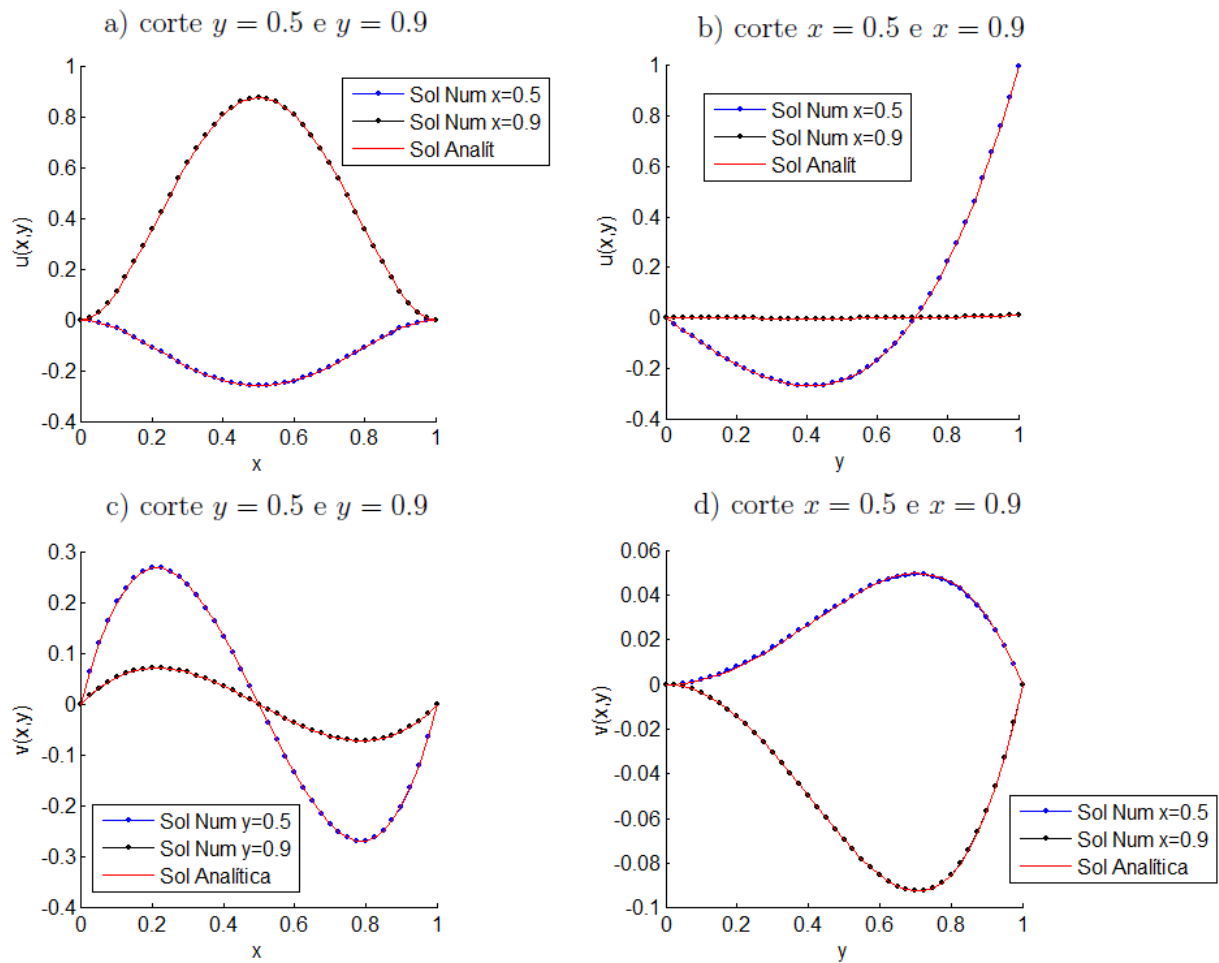 a) corte y = 0.5 e y = 0.9
1
0.8
0.6
0.4
0.2
0
-0.2
-0.4
u(x,y)
Sol Num x=0.5
Sol Num x=0.9
Sol Analít
0 0.2 0.4 0.6 0.8 1
x
b) corte x = 0.5 e x = 0.9
1
0.8
0.6
0.4
0.2
0
-0.2
-0.4
u(x,y)
Sol Num x=0.5
Sol Num x=0.9
Sol Analít
0 0.2 0.4 0.6 0.8 1
y
c) corte y = 0.5 e y = 0.9
0.3
0.2
0.1
0
-0.1
-0.2
-0.3
-0.4
v(x,y)
Sol Num y=0.5
Sol Num y=0.9
Sol Analítica
0 0.2 0.4 0.6 0.8 1
x
d) corte x = 0.5 e x = 0.9
0.06
0.04
0.02
0
-0.02
-0.04
-0.06
-0.08
-0.1
v(x,y)
Sol Num x=0.5
Sol Num x=0.9
Sol Analítica
0 0.2 0.4 0.6 0.8 1
y